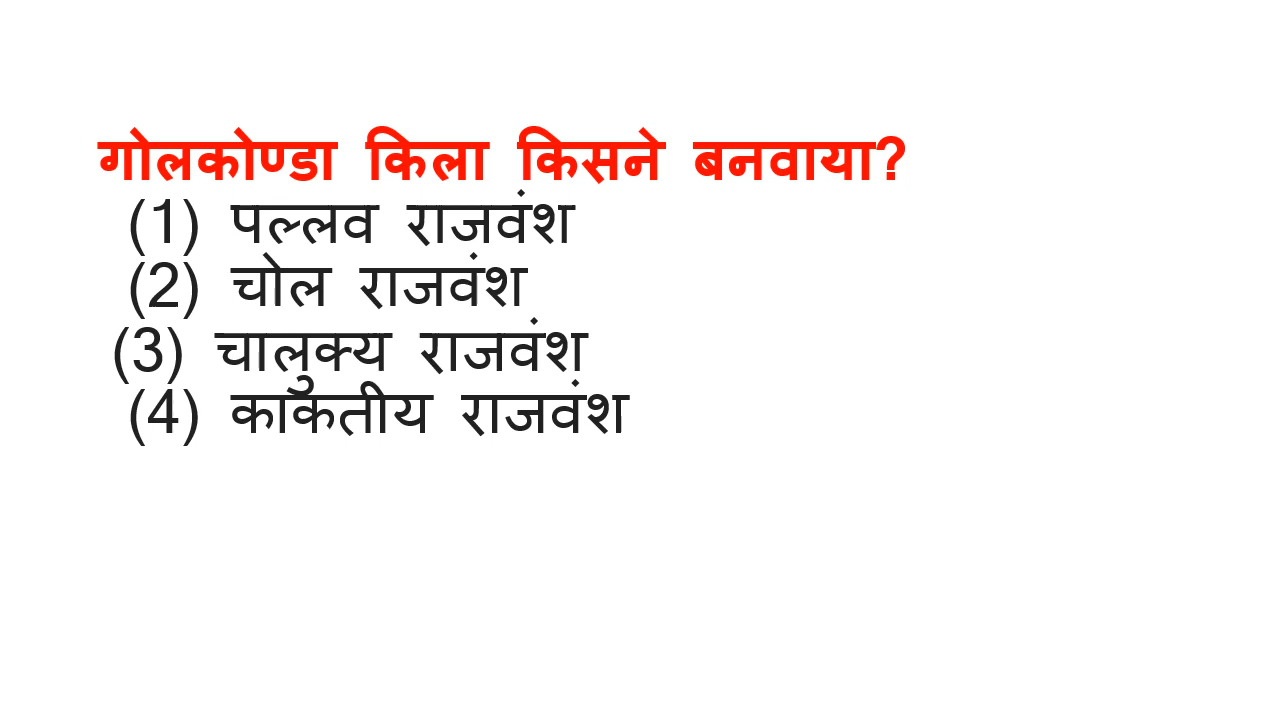 गोलकोण्डा किला किसने बनवाया?
(1) पल्लव राजवंश
(2) चोल राजवंश
(3) चालुक्य राजवंश
(4) काकतीय राजवंश